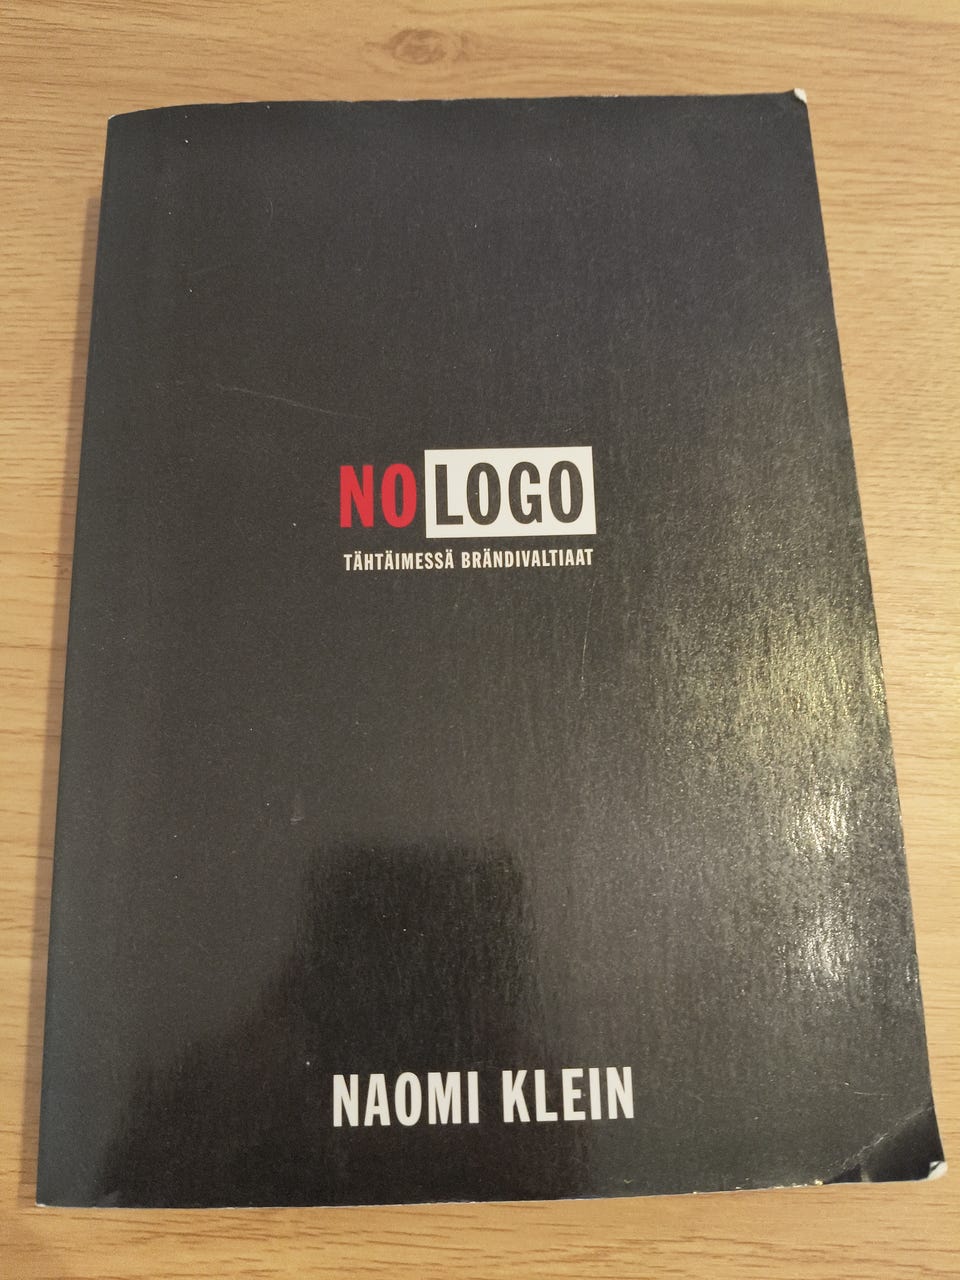 NO LOGO
TÄHTÄIMESSÄ BRÄNDIVALTIAAT
NAOMI KLEIN